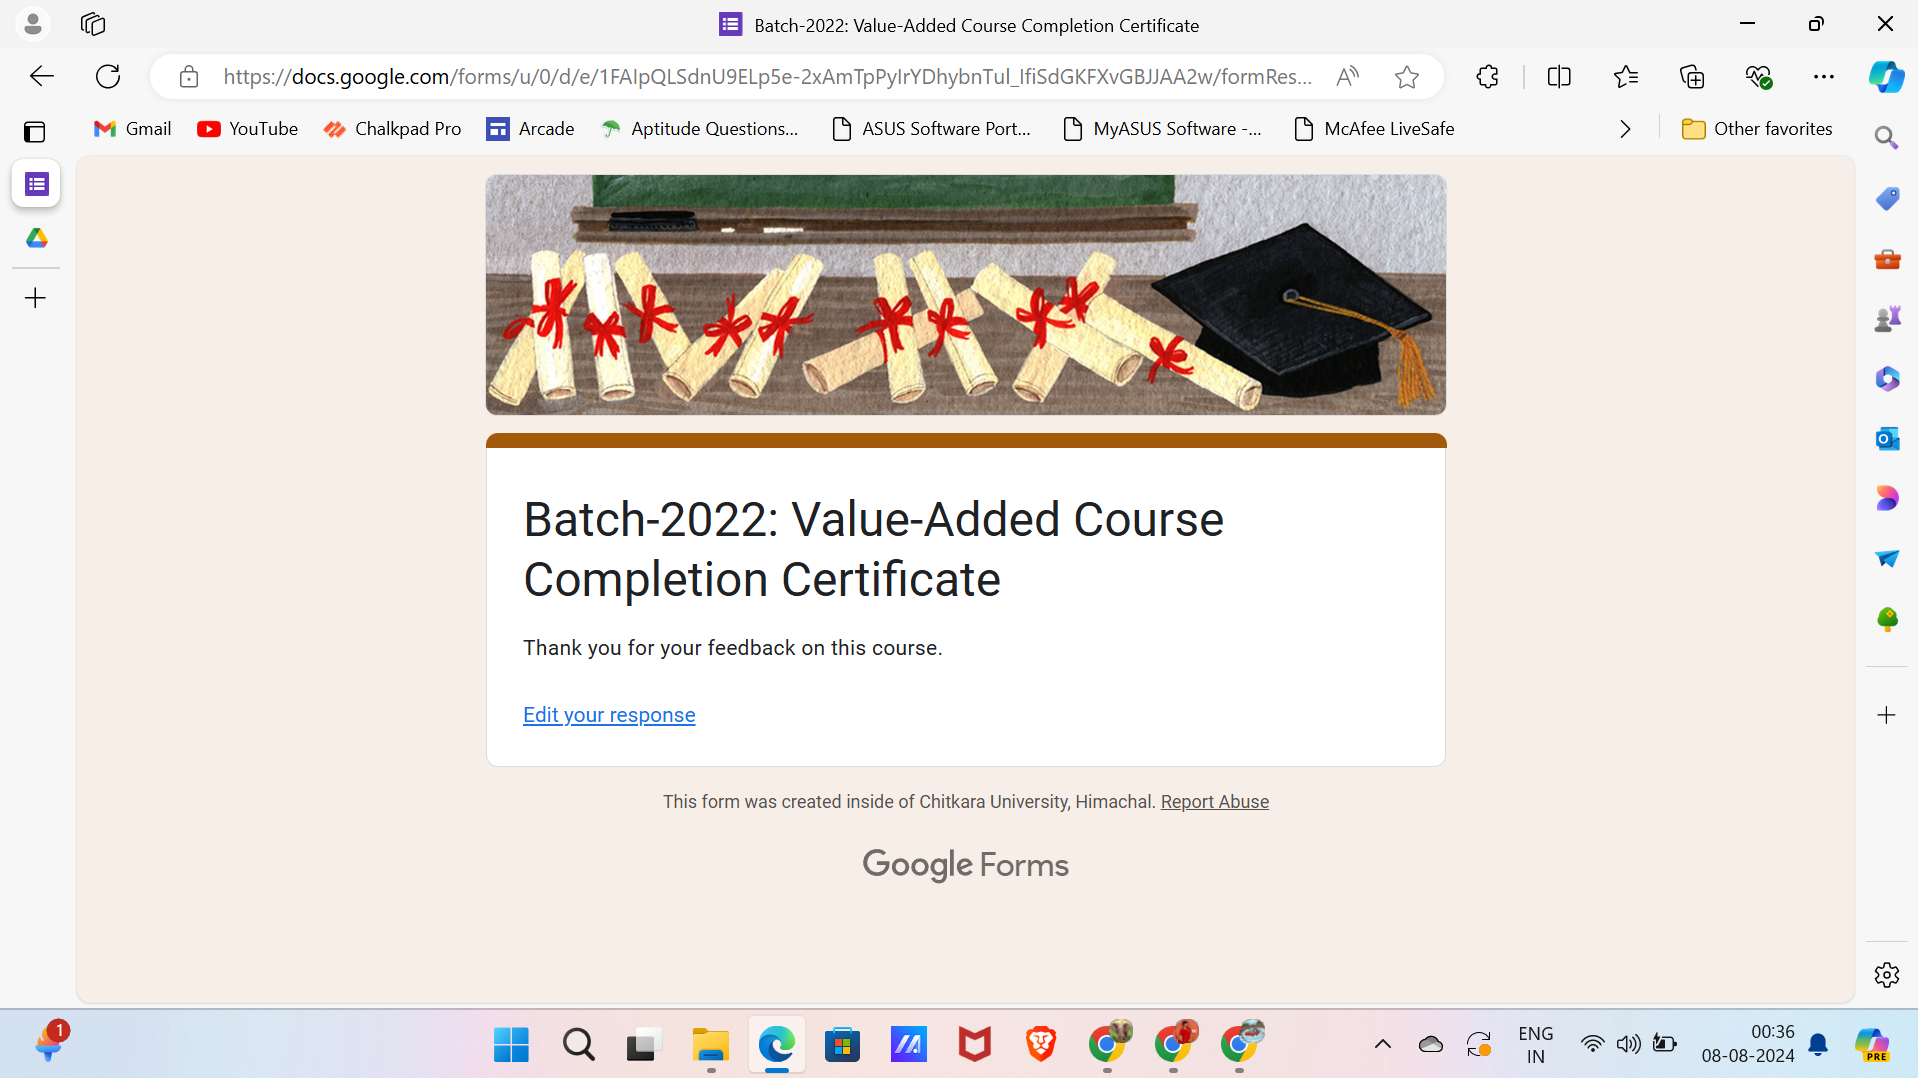 Batch-2022: Value-Added Course Completion Certificate
https://docs.google.com/forms/u/0/d/e/1FAIpQLSdnU9ELp5e-2xAmTpPyIrYDhybnTul_IfiSdGKFXvGBJJAA2w/formRes...
Gmail YouTube Chalkpad Pro Arcade Aptitude Questions... ASUS Software Port... MyASUS Software -... McAfee LiveSafe Other favorites
Batch-2022: Value-Added Course
Completion Certificate
Thank you for your feedback on this course.
Edit your response
This form was created inside of Chitkara University, Himachal. Report Abuse
Google Forms
1
ENG
IN
00:36
08-08-2024
PRE